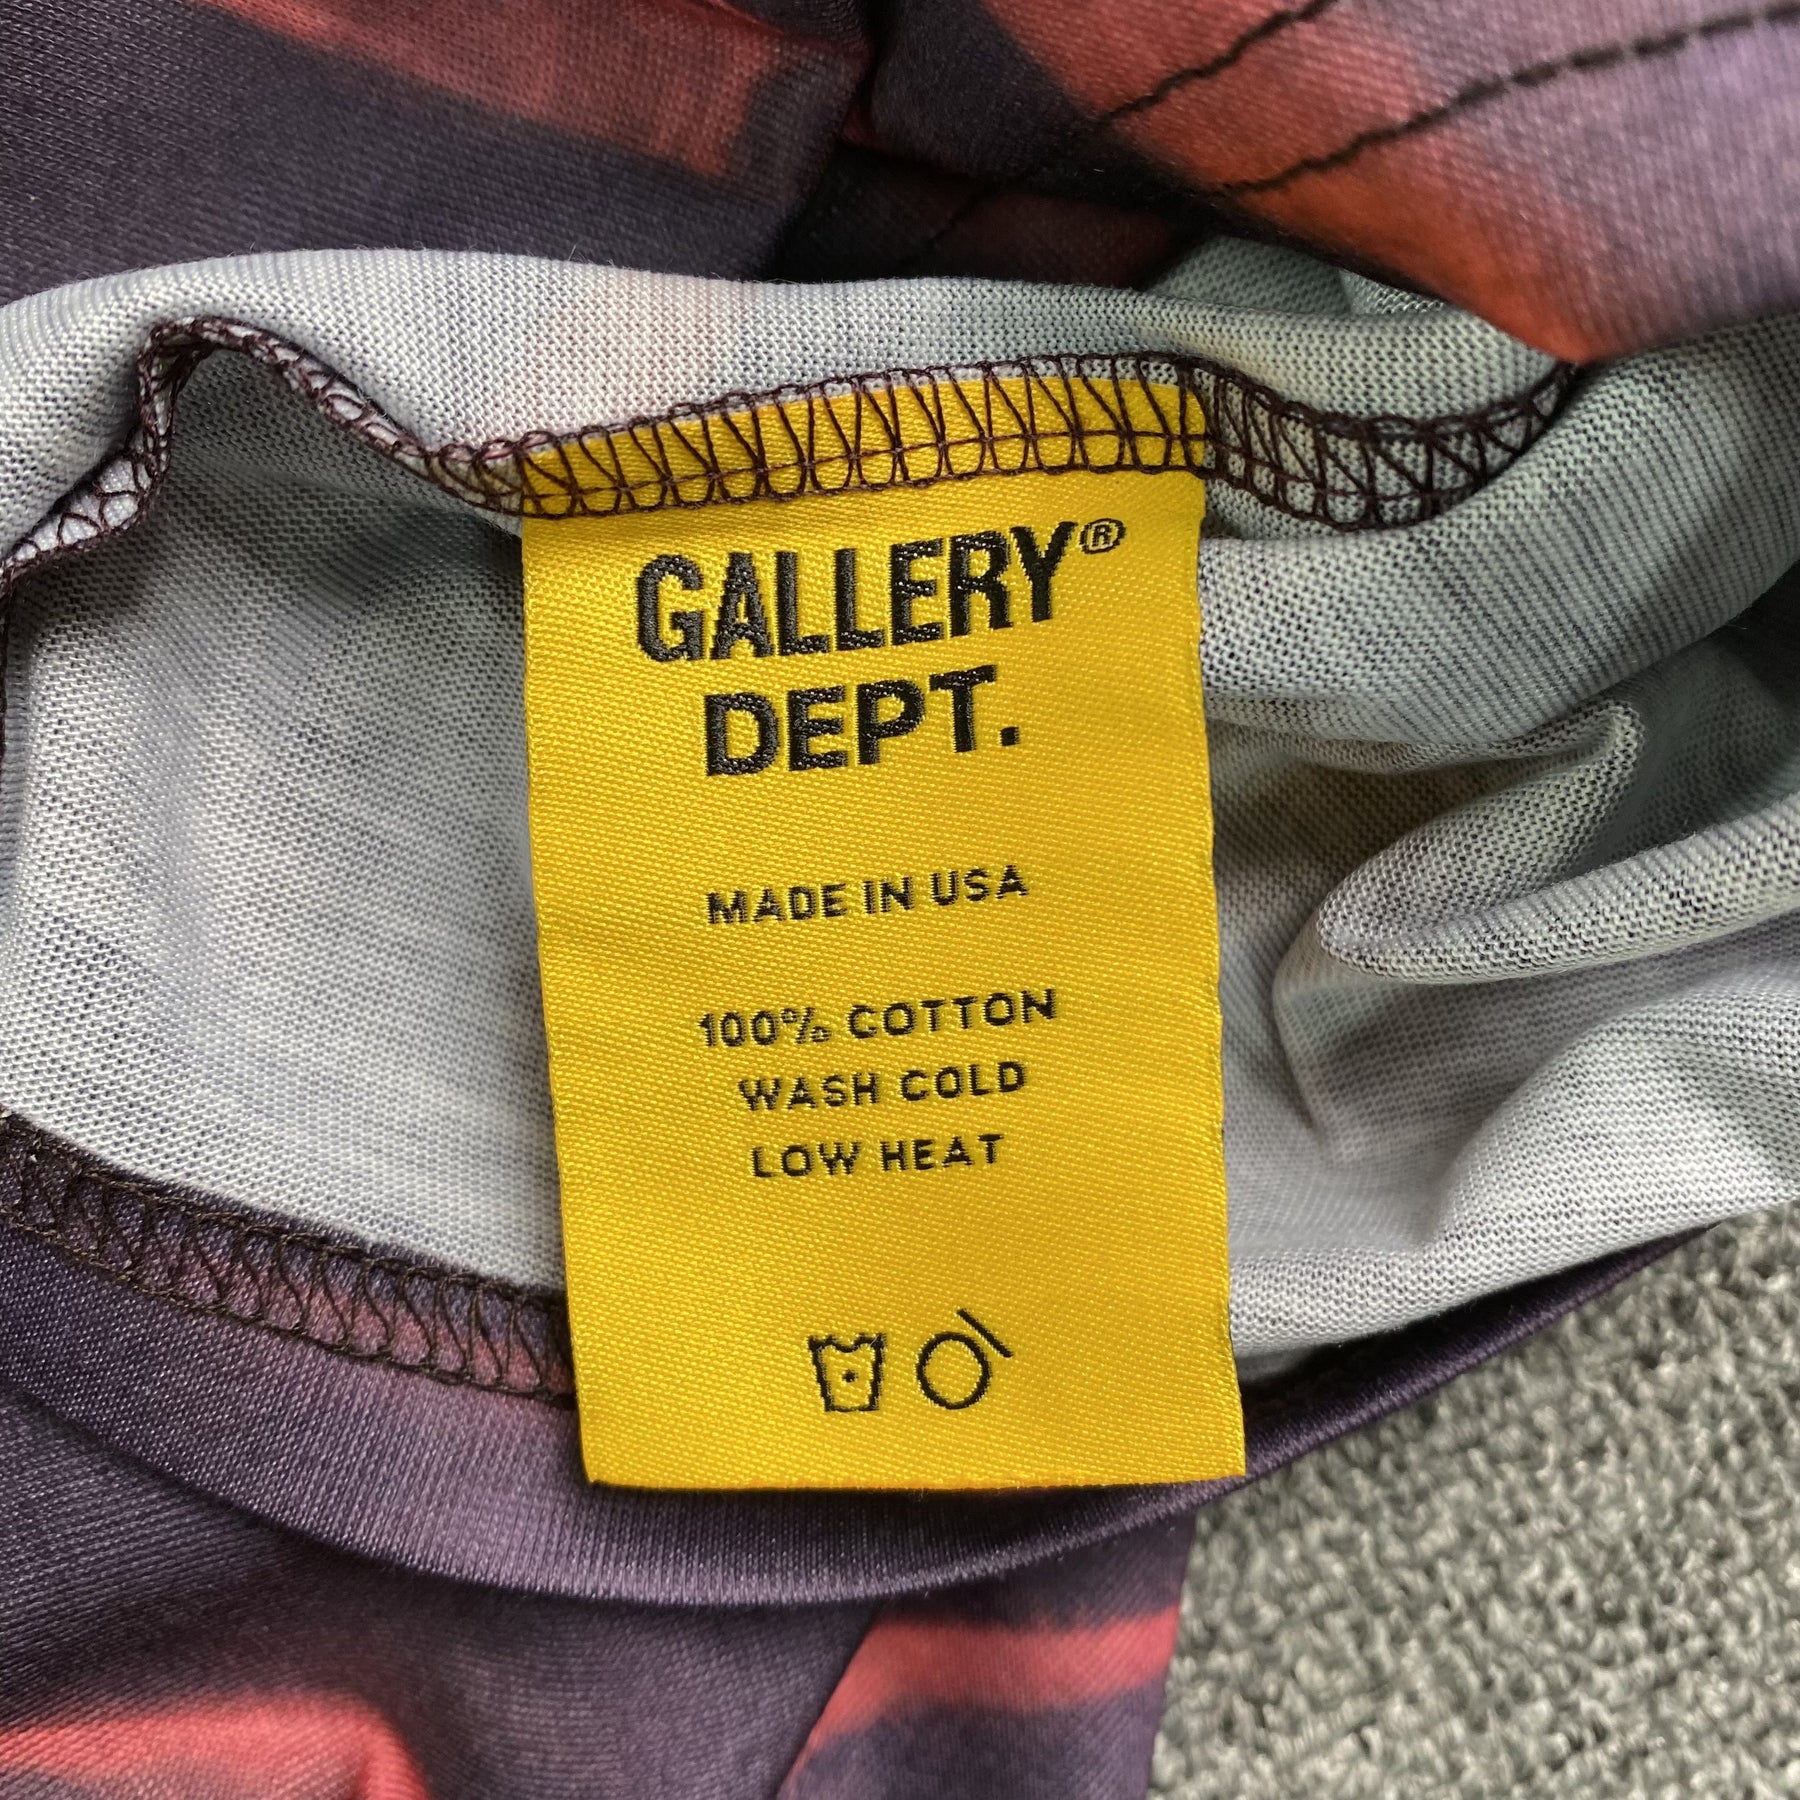 GALLERY®
DEPT.
MADE IN USA
100% COTTON
WASH COLD
LOW HEAT